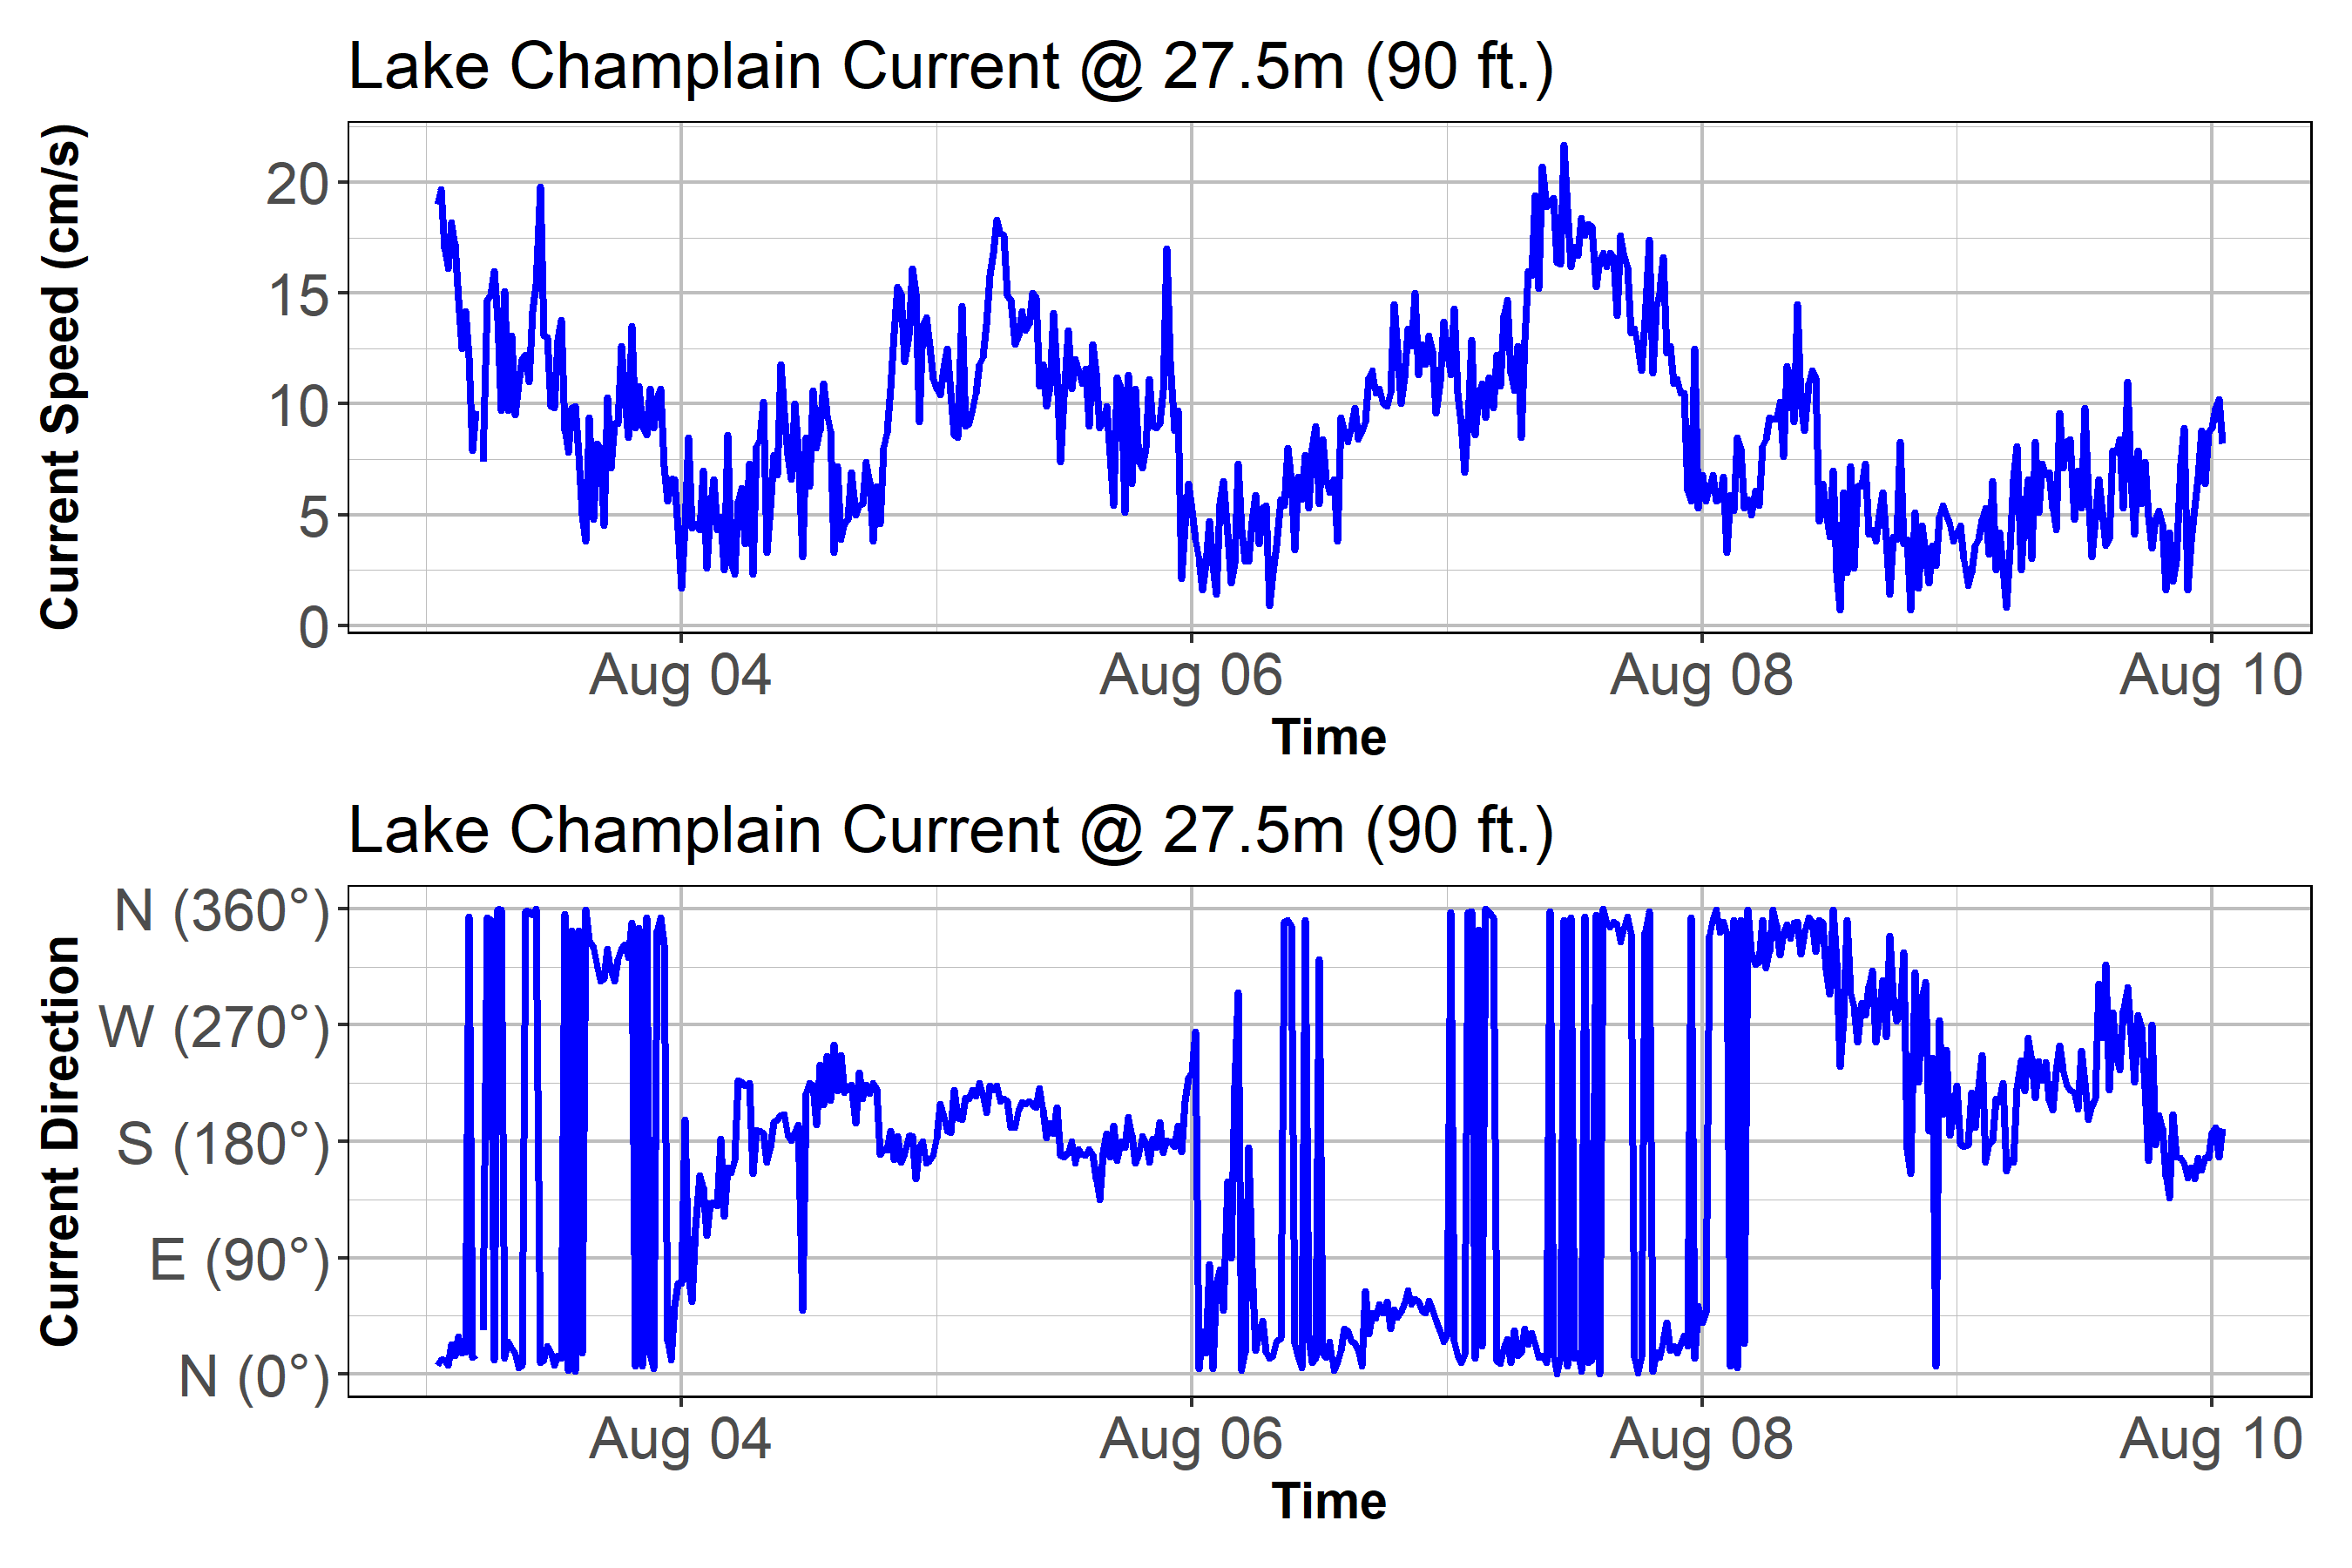 Lake Champlain Current @ 27.5m (90 ft.)
Current Speed (cm/s)
20
15
10
5
0
Aug 04 Aug 06 Aug 08 Aug 10
Time
Lake Champlain Current @ 27.5m (90 ft.)
Current Direction
N (360°)
W (270°)
S (180°)
E (90°)
N (0°)
Aug 04 Aug 06 Aug 08 Aug 10
Time